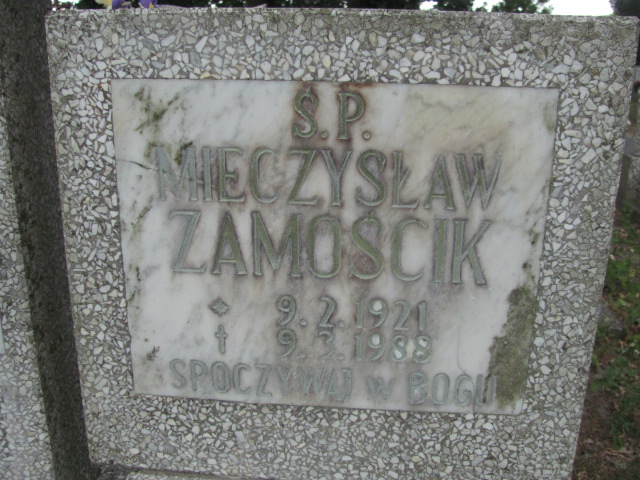 Ś.P.
MIECZYSŁAW
ZAMOŚCIK
9.2.1921
† 9.3.1988
SPOCZYWAJ W BOGU